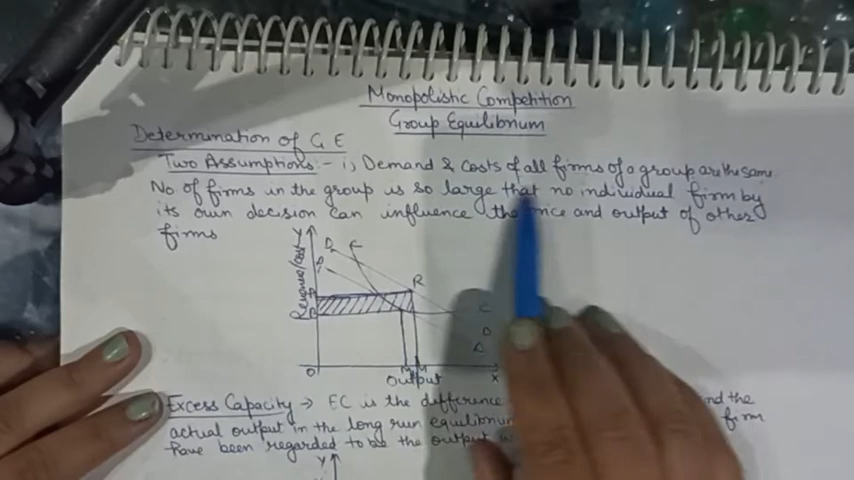 Monopolistic Competition
Group Equilibrium
Determination of G E
Two Assumptions:- i, Demand & Costs of all firms of a group are the same
No of firms in the group is so large that no individual firm by
its own decision can influence the price and output of other
firms
Y
D
F
R
Revenue/Cost
P
C
D
O
M M
X
Output
Excess Capacity → EC is the difference nd the
actual output in the long run equilibrium firm
have been regarded to be the output
Y